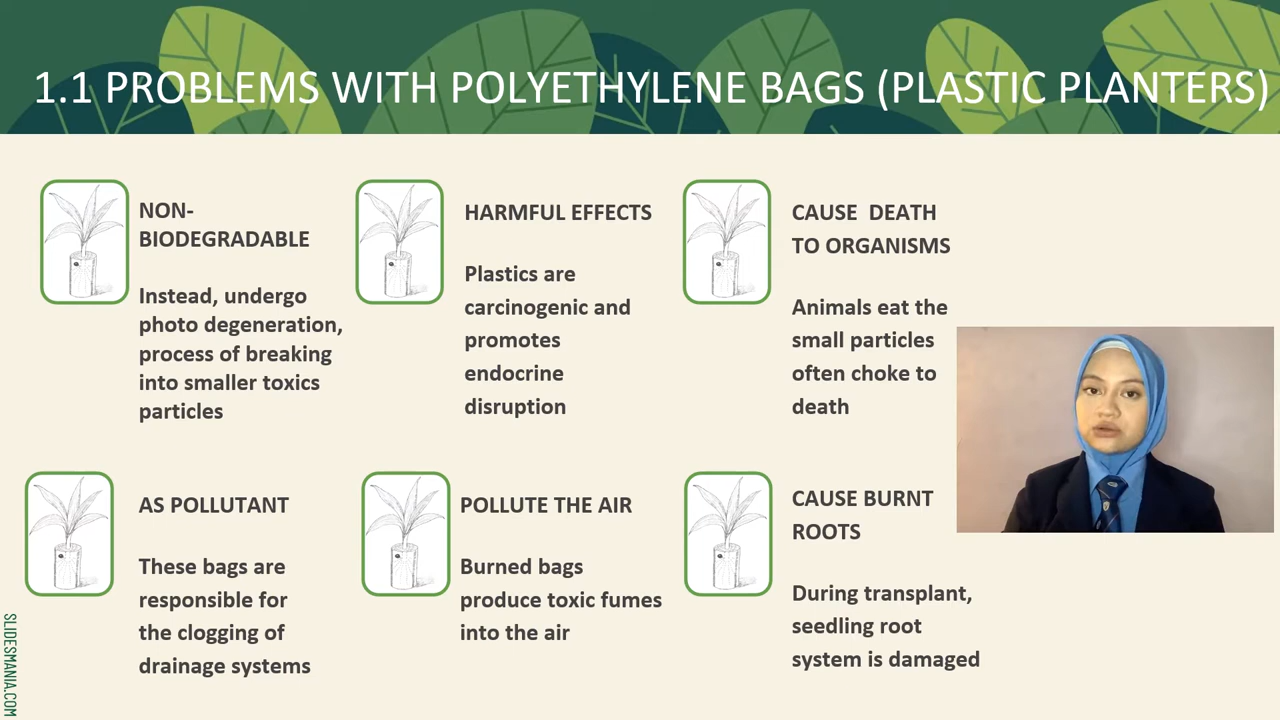 1.1 PROBLEMS WITH POLYETHYLENE BAGS (PLASTIC PLANTERS)
NON-
BIODEGRADABLE
Instead, undergo
photo degeneration,
process of breaking
into smaller toxics
particles
HARMFUL EFFECTS
Plastics are
carcinogenic and
promotes
endocrine
disruption
CAUSE DEATH
TO ORGANISMS
Animals eat the
small particles
often choke to
death
AS POLLUTANT
These bags are
responsible for
the clogging of
drainage systems
POLLUTE THE AIR
Burned bags
produce toxic fumes
into the air
CAUSE BURNT
ROOTS
During transplant,
seedling root
system is damaged
SLIDESMANIA.COM